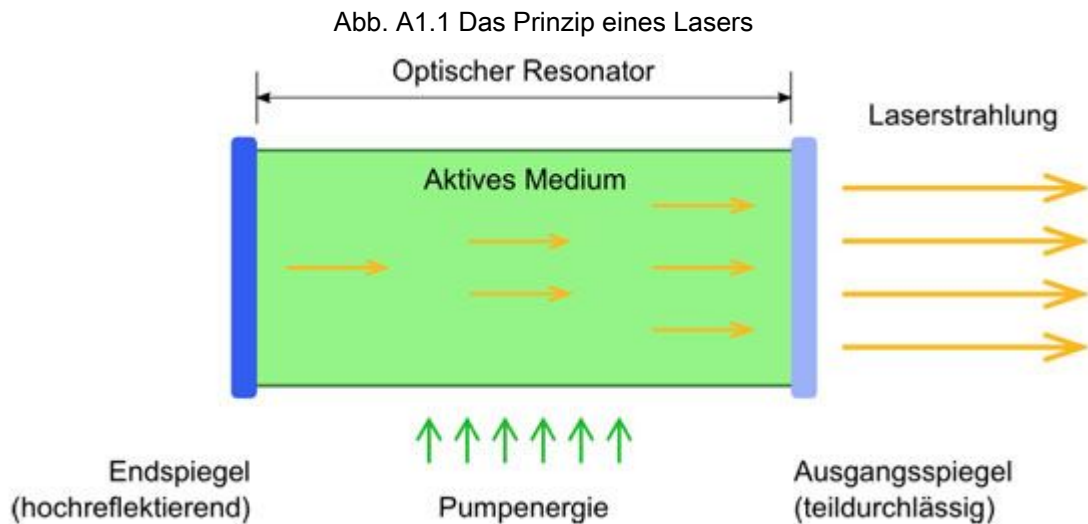 Abb. A1.1 Das Prinzip eines Lasers
Optischer Resonator
Laserstrahlung
Aktives Medium
Endspiegel
(hochreflektierend)
Pumpenergie
Ausgangsspiegel
(teildurchlässig)